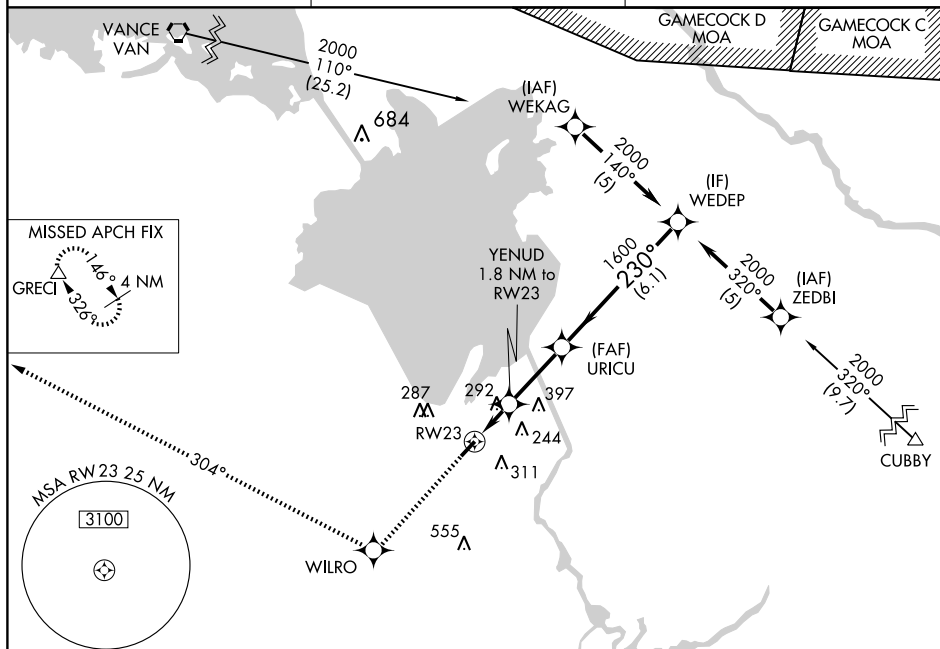 VANCE
VAN
2000
110°
(25.2)
GAMECOCK D
MOA
GAMECOCK C
MOA
684
(IAF)
WEKAG
2000
140°
(5)
(IF)
WEDEP
MISSED APCH FIX
GRECI
146°
4 NM
326°
YENUD
1.8 NM to
RW23
1600
230°
(6.1)
2000
320°
(5)
(IAF)
ZEDBI
(FAF)
URICU
2000
320°
(9.7)
CUBBY
287
292
397
RW23
244
311
304°
555
WILRO
MSA RW23 25 NM
3100